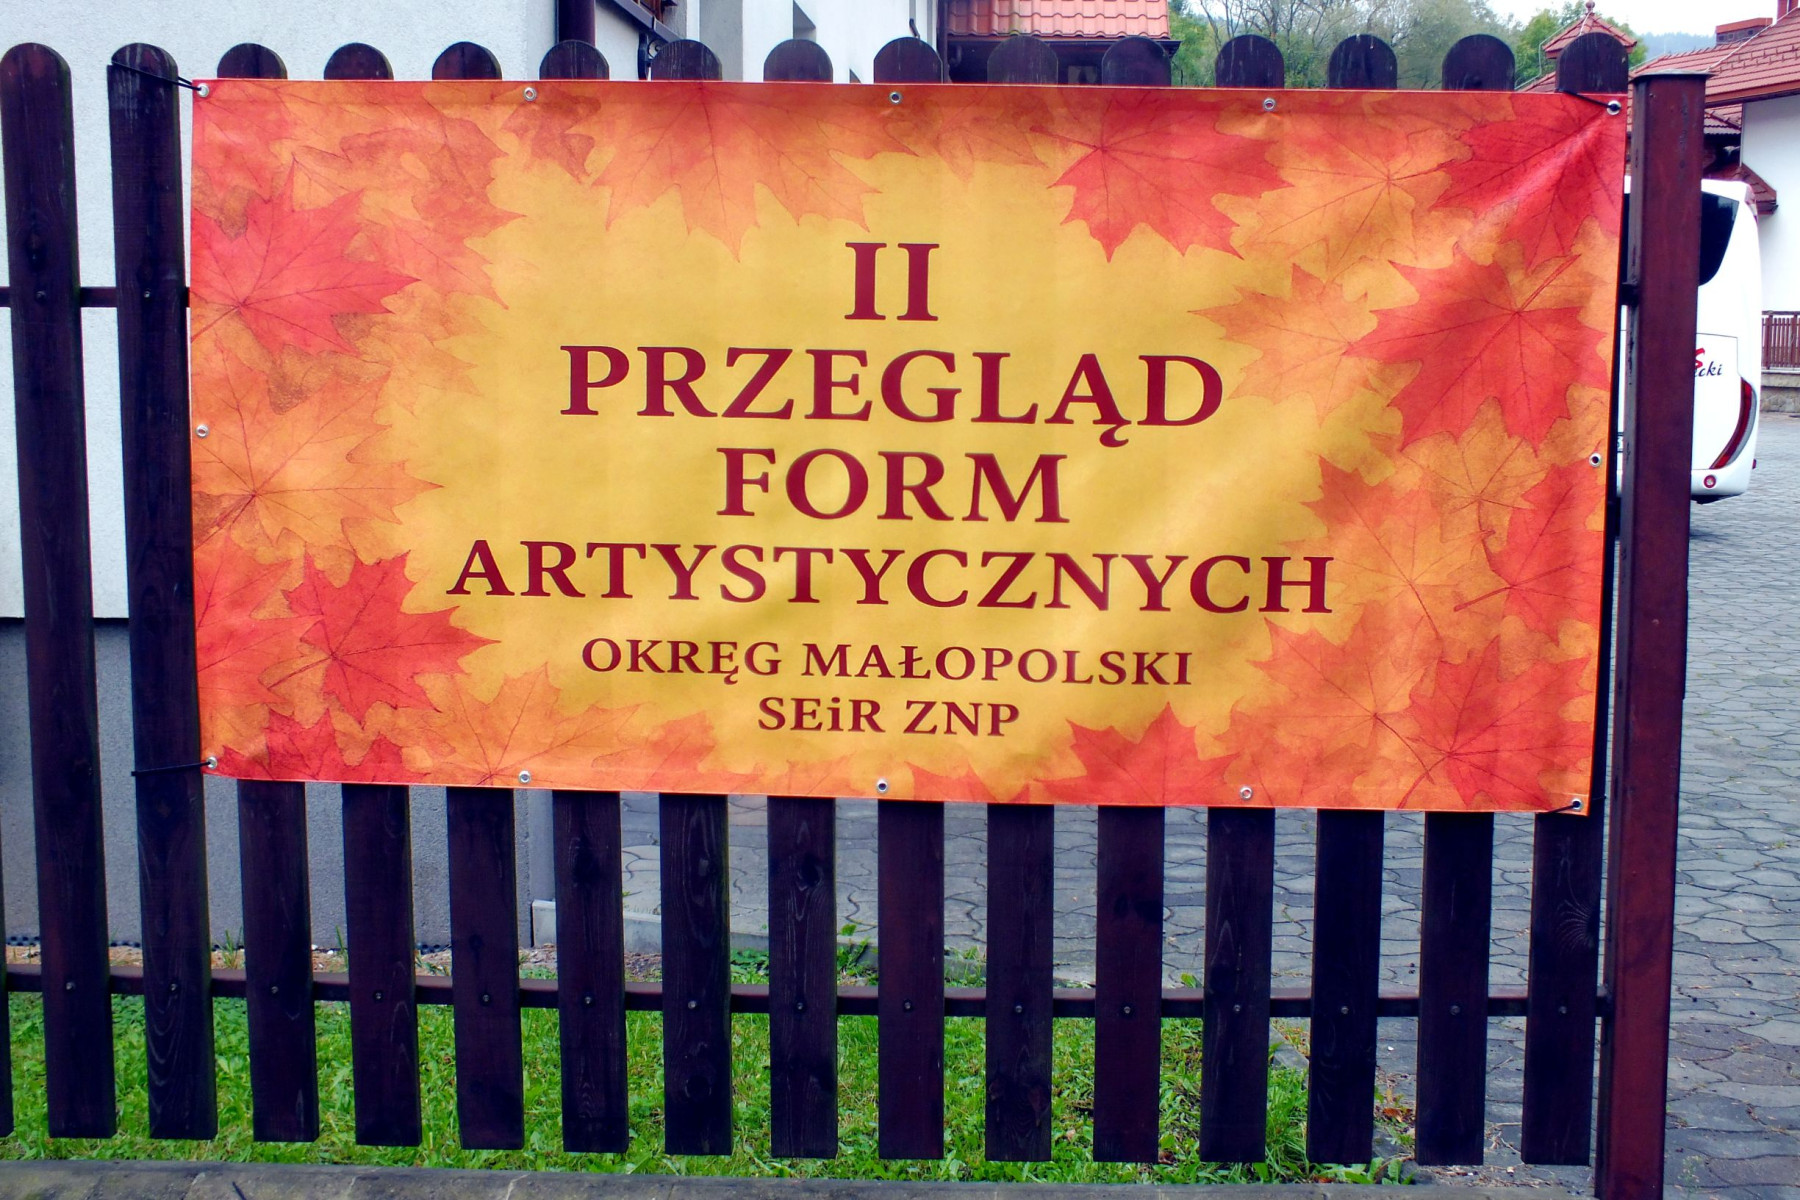 II
PRZEGLĄD
FORM
ARTYSTYCZNYCH
OKRĘG MAŁOPOLSKI
SEiR ZNP